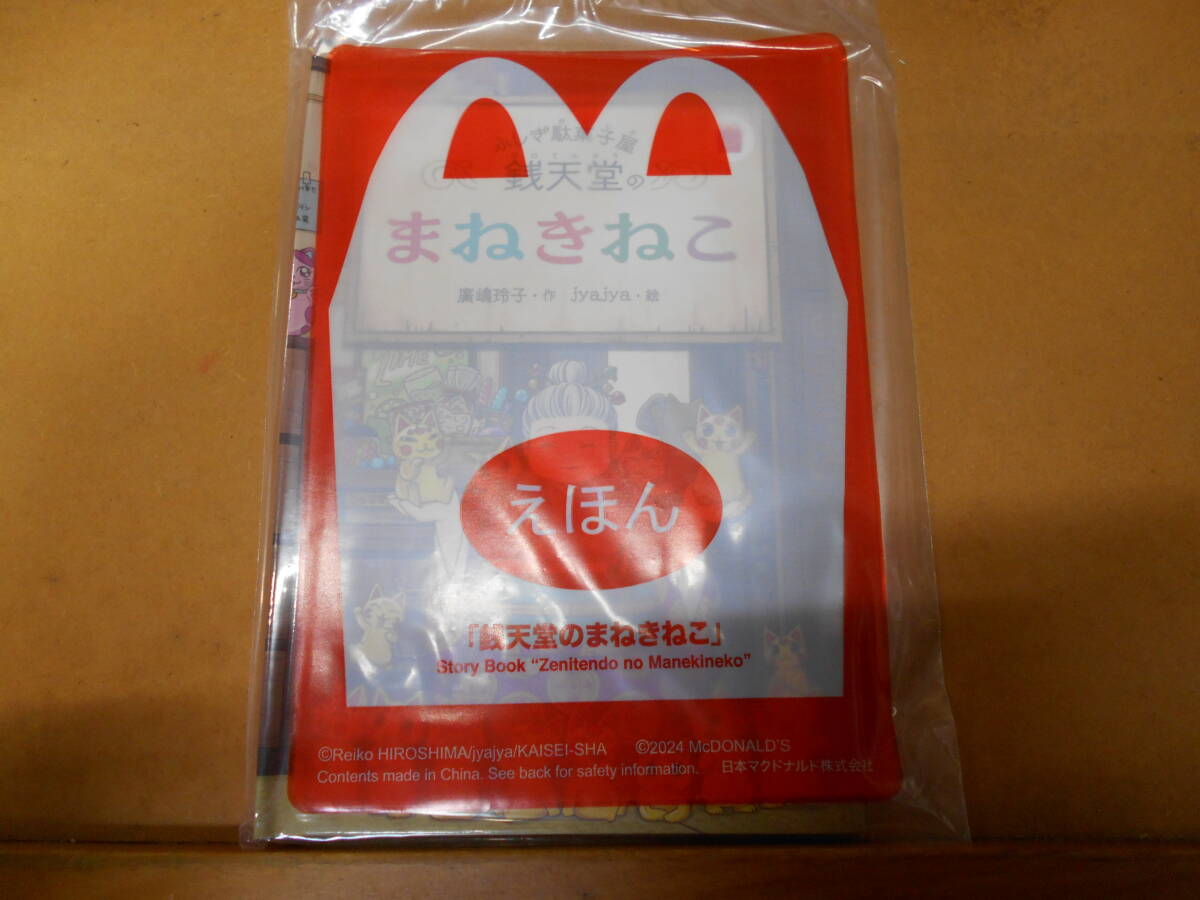 ふしぎ駄菓子屋
銭天堂の
まねきねこ
廣嶋玲子・作 jyajya・絵
えほん
「銭天堂のまねきねこ」
Story Book “Zenitendo no Manekineko”
©Reiko HIROSHIMA/jyajya/KAISEI-SHA ©2024 McDONALD'S
Contents made in China. See back for safety information. 日本マクドナルド株式会社